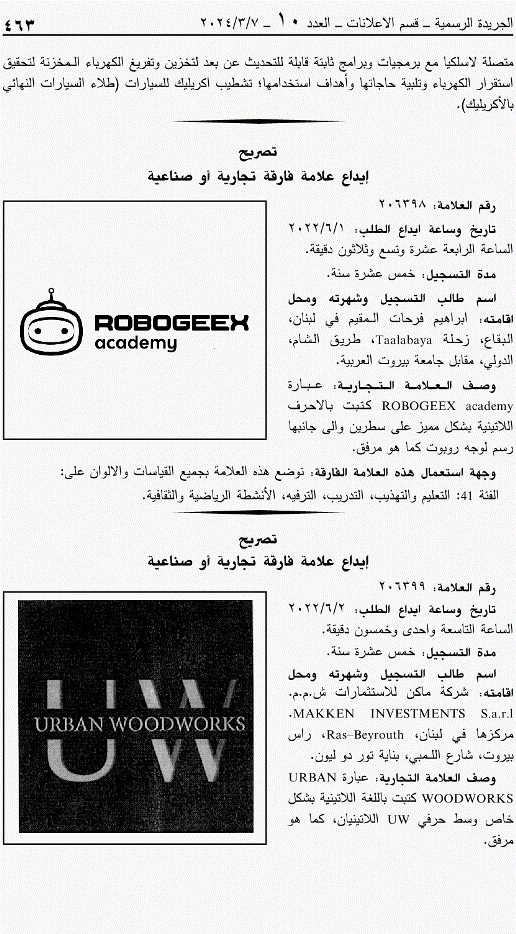 الجريدة الرسمية ــ قسم الاعلانات ــ العدد ١٠ ــ ٢٠٢٤/٣/٧
٤٦٣
متصلة لاسلكيا مع برمجيات وبرامج ثابتة قابلة للتحديث عن بعد لتخزين وتفريغ الكهرباء المخزنة لتحقيق
استقرار الكهرباء وتلبية حاجاتها وأهداف استخدامها؛ تشطيب اكريليك للسيارات (طلاء السيارات النهائي
بالأكريليك).
تصريح
إيداع علامة فارقة تجارية أو صناعية
رقم العلامة: ٢٠٦٣٩٨
تاريخ وساعة ايداع الطلب: ٢٠٢٢/٦/١
الساعة الرابعة عشرة وتسع وثلاثون دقيقة.
مدة التسجيل: خمس عشرة سنة.
اسم طالب التسجيل وشهرته ومحل
اقامته: ابراهيم فرحات المقيم في لبنان،
البقاع، زحلة Taalabaya، طريق الشام،
الدولي، مقابل جامعة بيروت العربية.
وصف العلامة التجارية: عبارة
ROBOGEEX academy كتبت بالاحرف
اللاتينية بشكل مميز على سطرين والى جانبها
رسم لوجه روبوت كما هو مرفق.
ROBOGEEX
academy
وجهة استعمال هذه العلامة الفارقة: توضع هذه العلامة بجميع القياسات والالوان على:
الفئة 41: التعليم والتهذيب، التدريب، الترفيه، الأنشطة الرياضية والثقافية.
تصريح
إيداع علامة فارقة تجارية أو صناعية
رقم العلامة: ٢٠٦٣٩٩
تاريخ وساعة ايداع الطلب: ٢٠٢٢/٦/٢
الساعة التاسعة واحدى وخمسون دقيقة.
مدة التسجيل: خمس عشرة سنة.
اسم طالب التسجيل وشهرته ومحل
اقامته: شركة ماكن للاستثمارات ش.م.م.
MAKKEN INVESTMENTS S.a.r.l.
مركزها في لبنان، Ras–Beyrouth، راس
بيروت، شارع اللمبي، بناية تور دو ليون.
وصف العلامة التجارية: عبارة URBAN
WOODWORKS كتبت باللغة اللاتينية بشكل
خاص وسط حرفي UW اللاتينيان، كما هو
مرفق.
UW
URBAN WOODWORKS